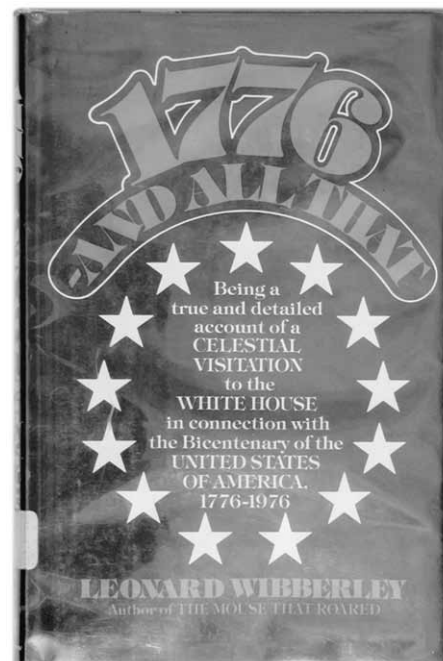 1776
-AND ALL THAT
Being a
true and detailed
account of a
CELESTIAL
VISITATION
to the
WHITE HOUSE
in connection with
the Bicentenary of the
UNITED STATES
OF AMERICA,
1776-1976
LEONARD WIBBERLEY
Author of THE MOUSE THAT ROARED